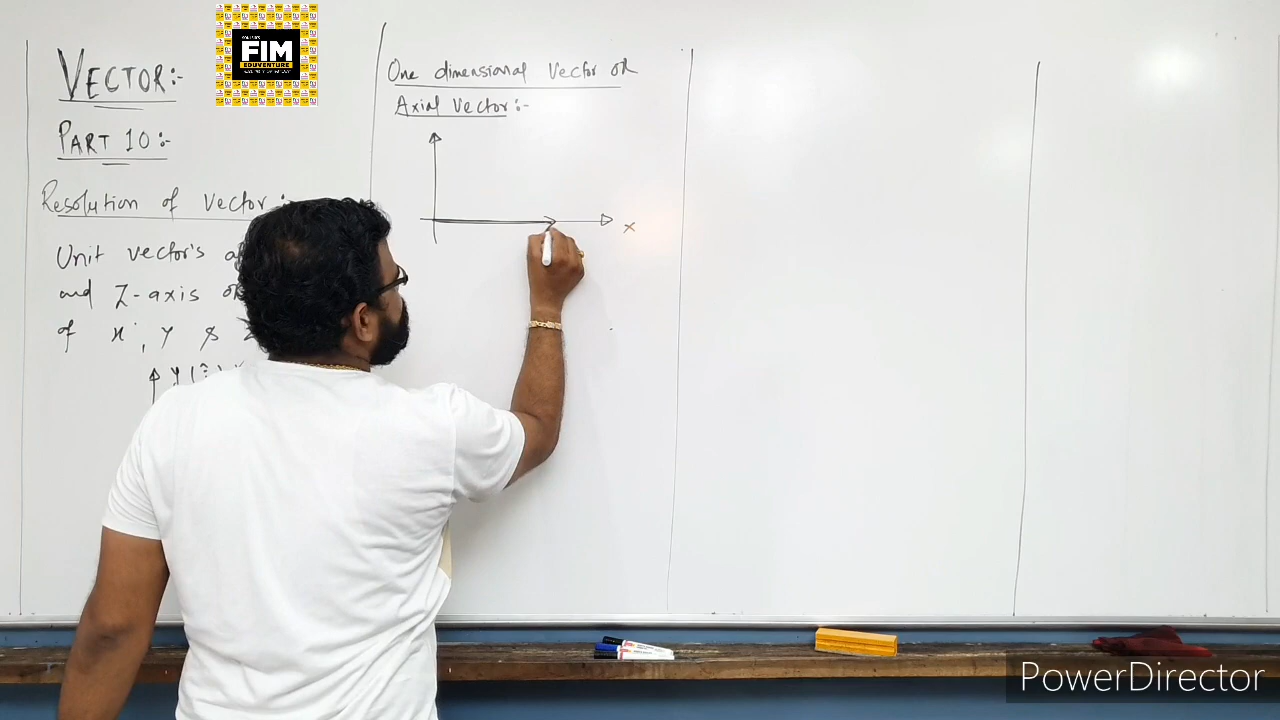 VECTOR:-
PART 10:-
Resolution of vector:
Unit vector's
and Z-axis
of x, y &
y (
One dimensional vector or
Axial vector:-
x
FIM
EDUVENTURE
PowerDirector